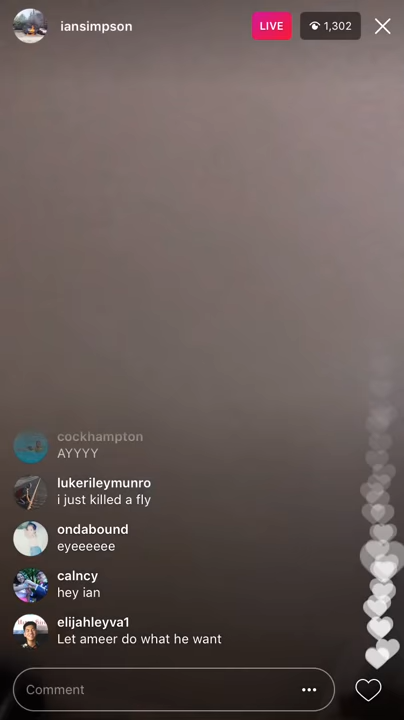 iansimpson
LIVE
1,302
cockhampton
AYYYY
lukerileymunro
i just killed a fly
ondabound
eyeeeeee
calncy
hey ian
elijahleyva1
Let ameer do what he want
Comment